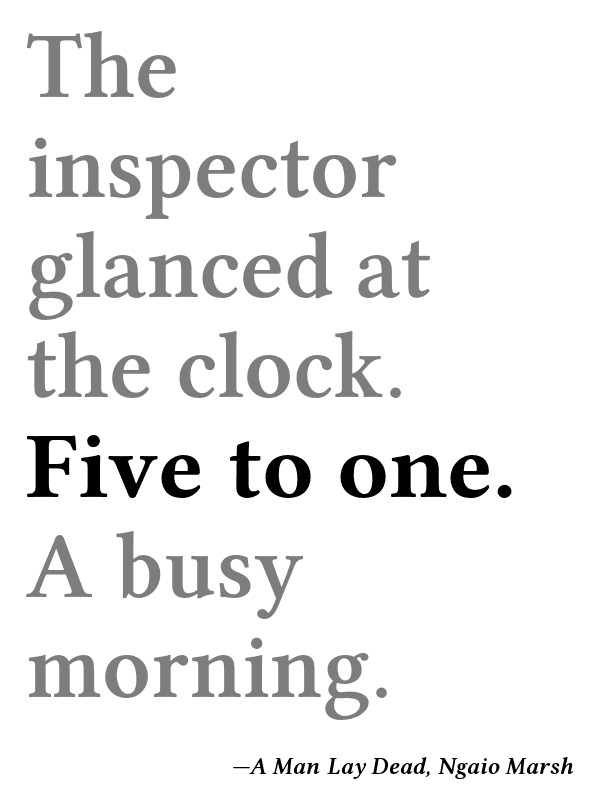 The
inspector
glanced at
the clock.
Five to one.
A busy
morning.
—A Man Lay Dead, Ngaio Marsh